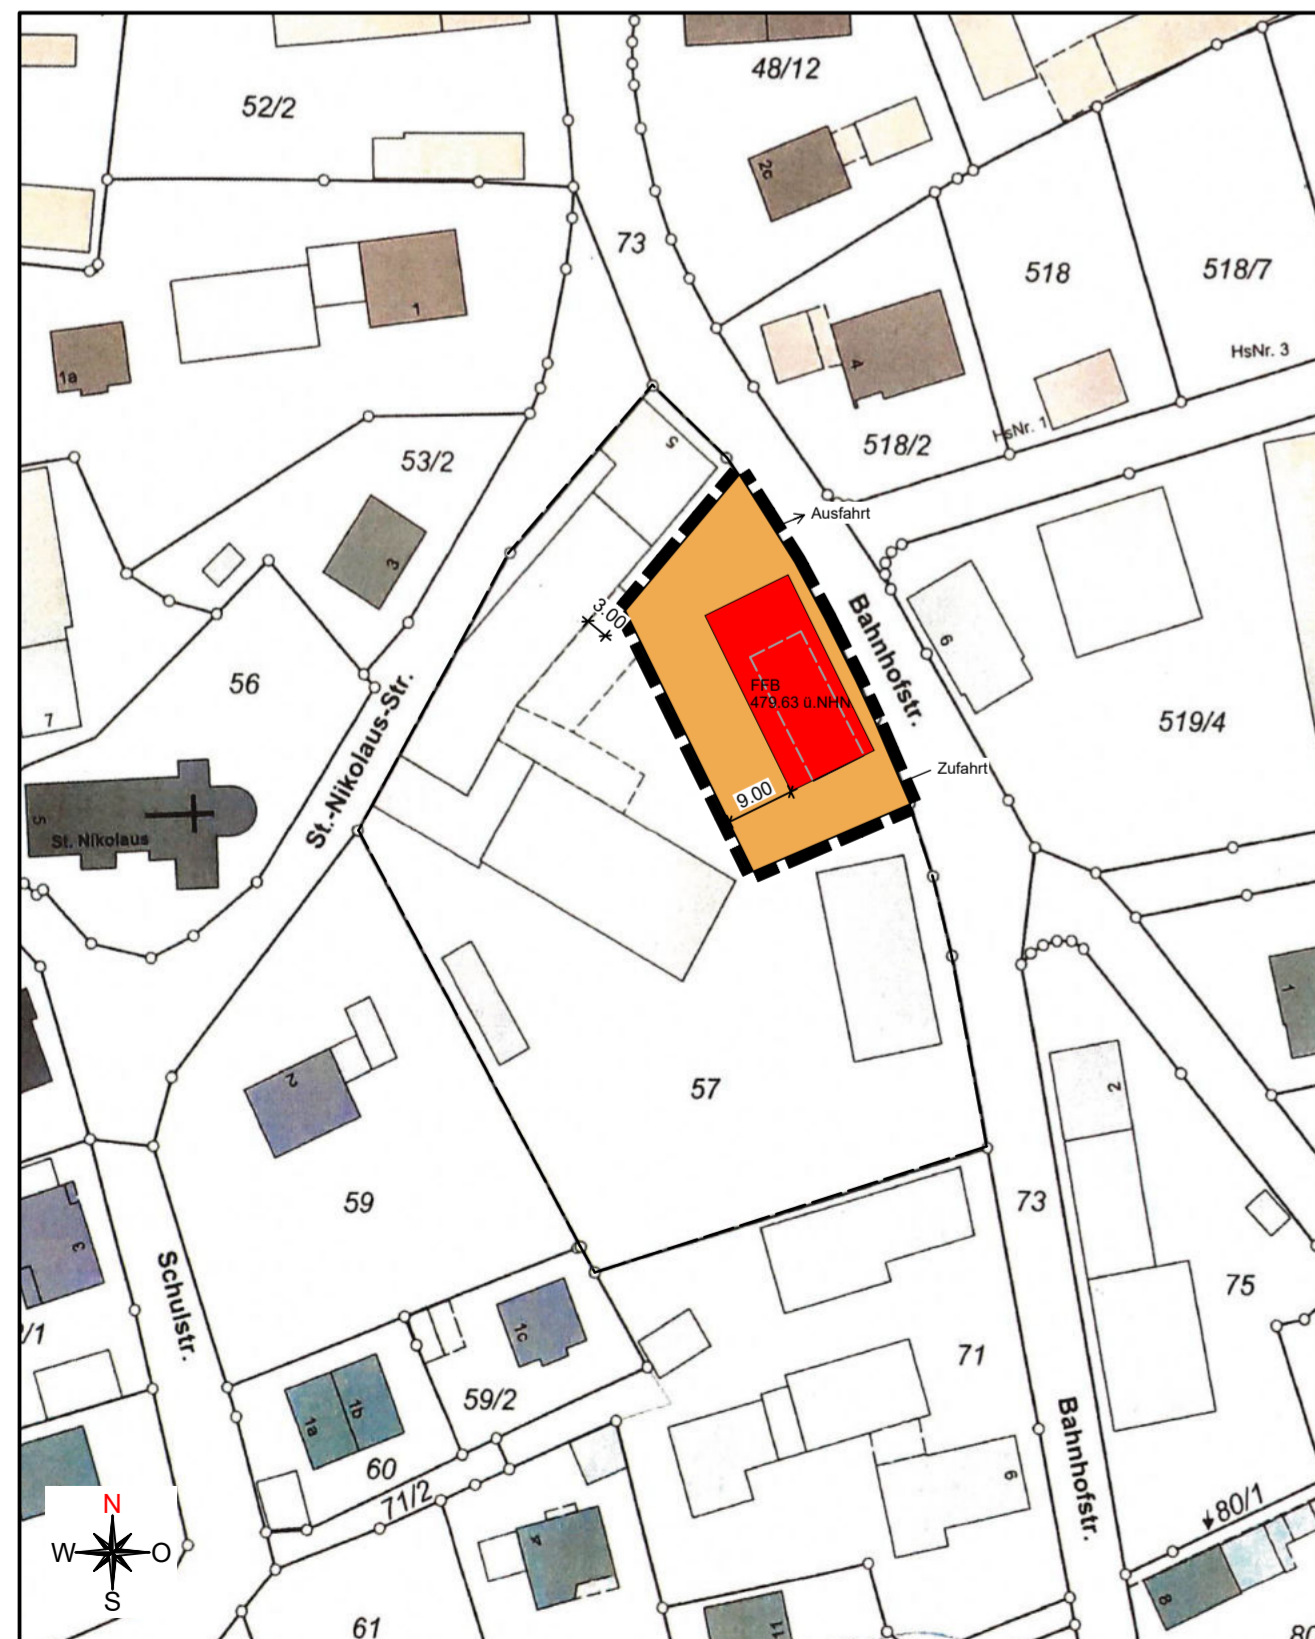 48/12
52/2
2c
73
518
518/7
1
HsNr. 3
1a
4
HsNr. 1
518/2
5
53/2
Ausfahrt
3
3.00
Bahnhofstr.
6
56
FFB
479.63 ü.NHN
7
St.-Nikolaus-Str.
519/4
Zufahrt
9.00
5
St. Nikolaus
1
57
2
2
59
73
3
Schulstr.
75
1c
/1
71
59/2
1a
1b
Bahnhofstr.
60
6
71/2
80/1
N
W
O
S
4
8
61
11